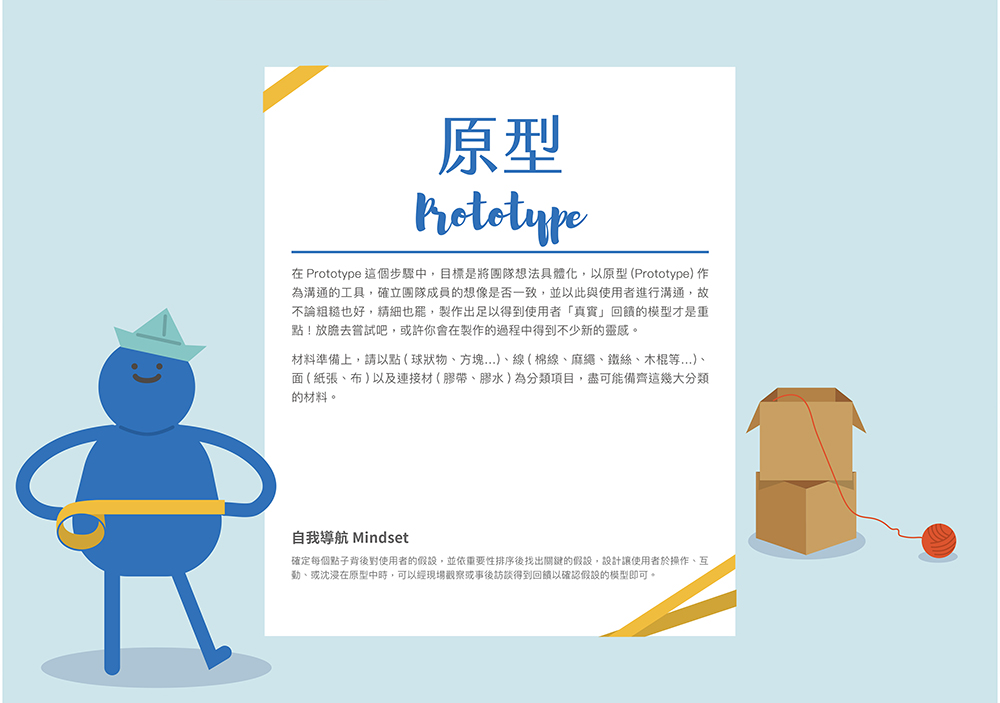 原型
Prototype
在 Prototype 這個步驟中，目標是將團隊想法具體化，以原型 (Prototype) 作
為溝通的工具，確立團隊成員的想像是否一致，並以此與使用者進行溝通，故
不論粗糙也好，精細也罷，製作出足以得到使用者「真實」回饋的模型才是重
點！放膽去嘗試吧，或許你會在製作的過程中得到不少新的靈感。
材料準備上，請以點 ( 球狀物、方塊…)、線 ( 棉線、麻繩、鐵絲、木棍等…)、
面 ( 紙張、布 ) 以及連接材 ( 膠帶、膠水 ) 為分類項目，盡可能備齊這幾大分類
的材料。
自我導航 Mindset
確定每個點子背後對使用者的假設，並依重要性排序後找出關鍵的假設，設計讓使用者於操作、互
動、或沈浸在原型中時，可以經現場觀察或事後訪談得到回饋以確認假設的模型即可。